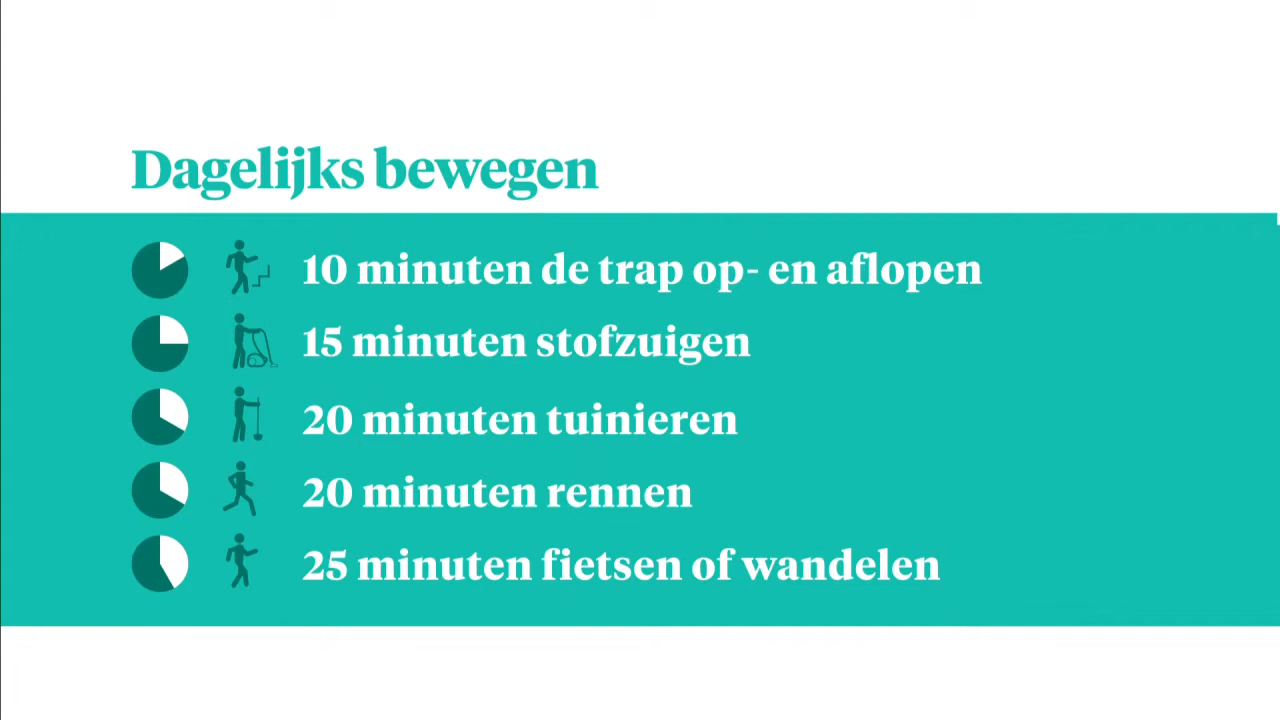 Dagelijks bewegen
10 minuten de trap op- en aflopen
15 minuten stofzuigen
20 minuten tuinieren
20 minuten rennen
25 minuten fietsen of wandelen